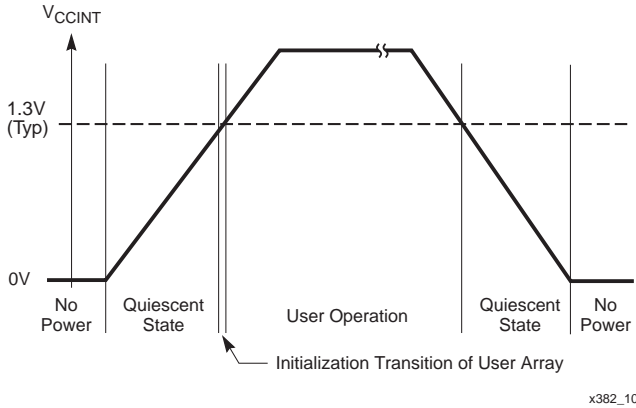 VCCINT
1.3V
(Typ)
0V
No
Power
Quiescent
State
User Operation
Quiescent
State
No
Power
Initialization Transition of User Array
x382_10